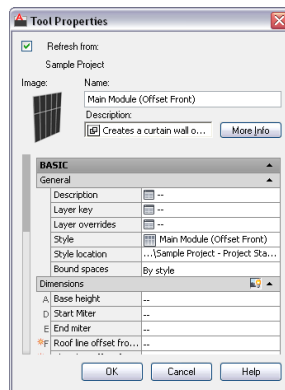 Tool Properties
Refresh from:
Sample Project
Image:
Name:
Main Module (Offset Front)
Description:
Creates a curtain wall o...
More Info
BASIC
General
Description --
Layer key --
Layer overrides --
Style Main Module (Offset Front)
Style location ...\Sample Project - Project Sta...
Bound spaces By style
Dimensions
A Base height --
D Start Miter --
E End miter --
F Roof line offset fro... --
OK Cancel Help